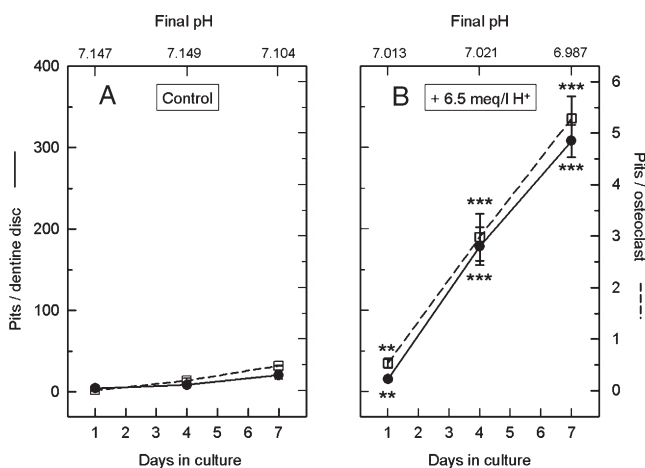 Final pH
7.147 7.149 7.104
Final pH
7.013 7.021 6.987
400
300
200
100
0
Pits / dentine disc
A
Control
B
+ 6.5 meq/l H⁺
***
***
***
***
**
**
6
5
4
3
2
1
0
Pits / osteoclast
1 2 3 4 5 6 7
Days in culture
1 2 3 4 5 6 7
Days in culture